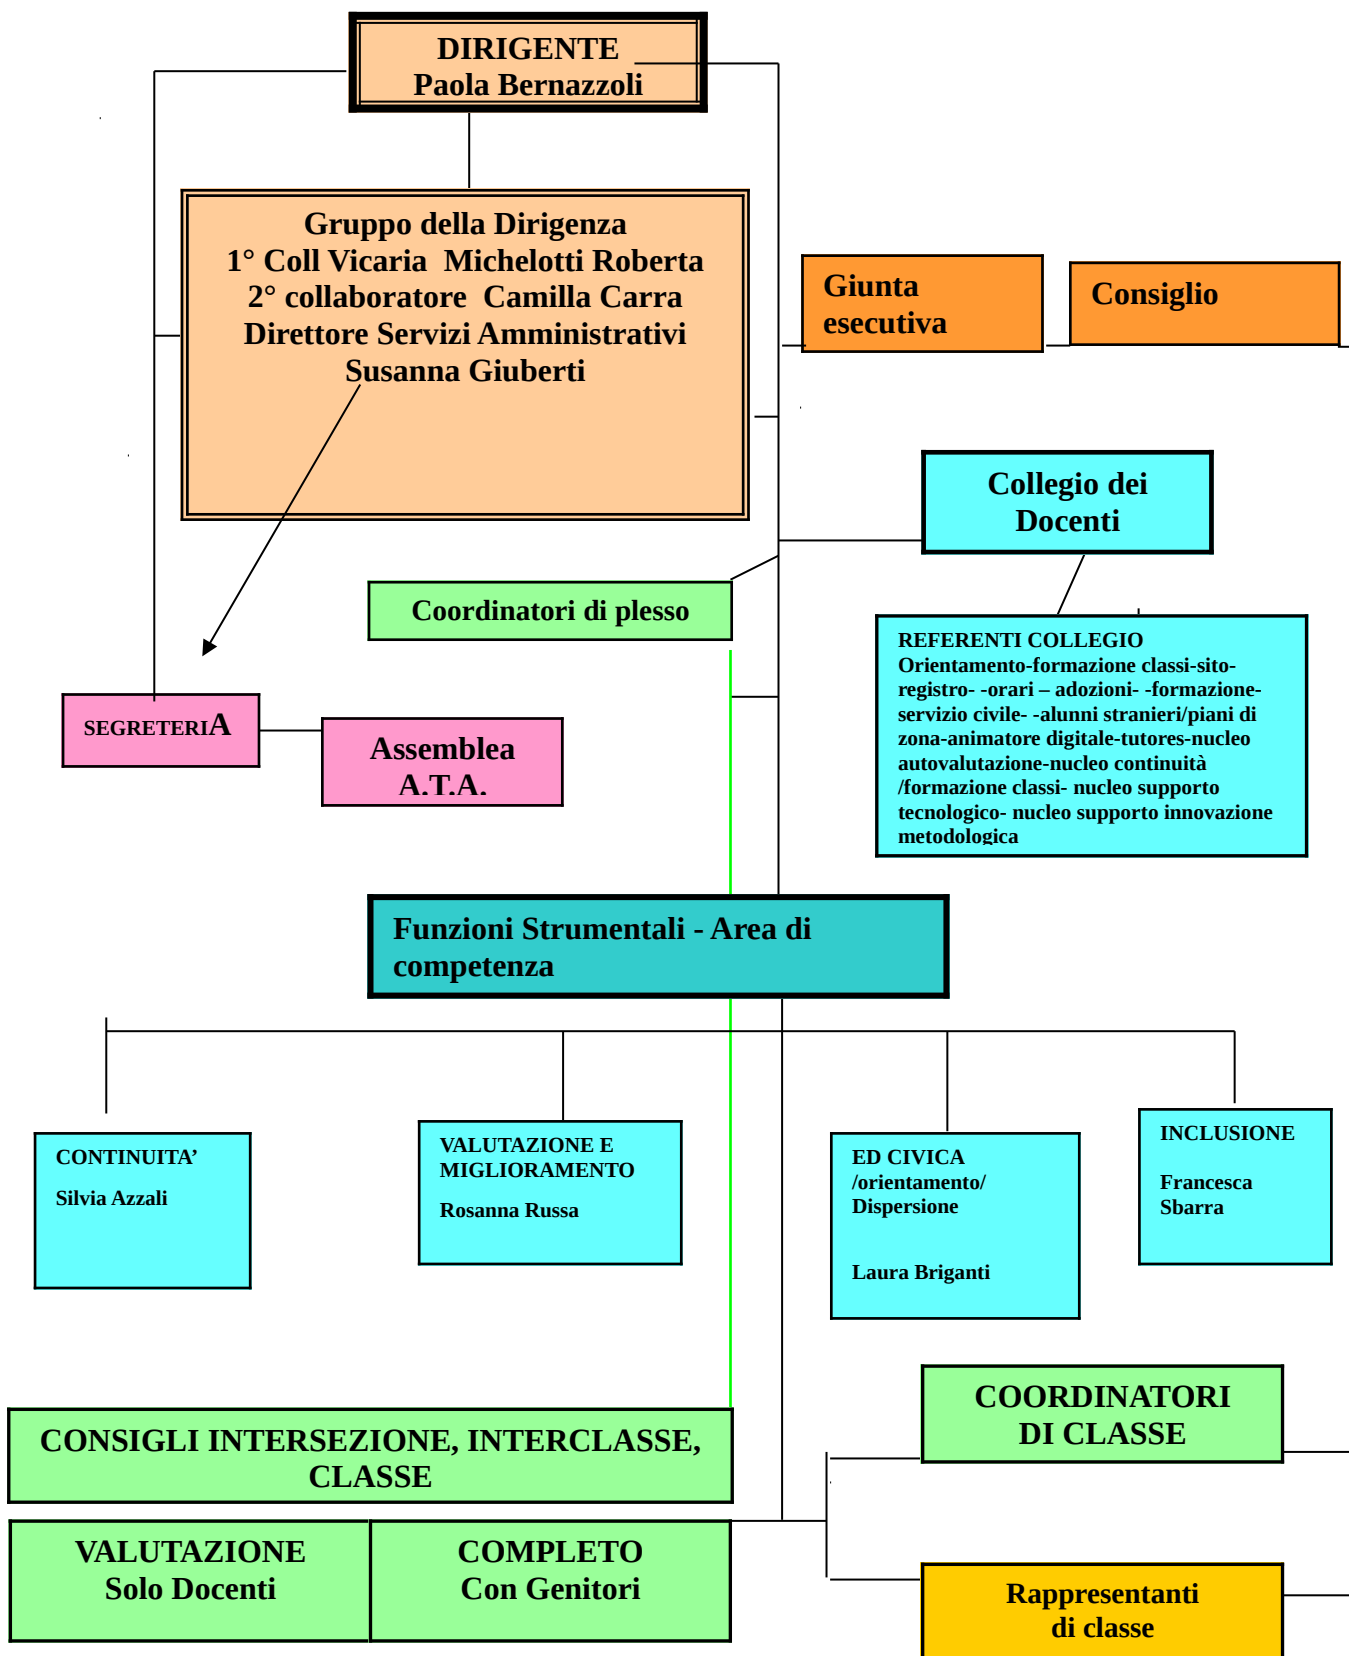 DIRIGENTE
Paola Bernazzoli
Gruppo della Dirigenza
1° Coll Vicaria  Michelotti Roberta
2° collaboratore  Camilla Carra
Direttore Servizi Amministrativi
Susanna Giuberti
Giunta
esecutiva
Consiglio
Collegio dei
Docenti
Coordinatori di plesso
REFERENTI COLLEGIO
Orientamento-formazione classi-sito-
registro- -orari – adozioni- -formazione-
servizio civile- -alunni stranieri/piani di
zona-animatore digitale-tutores-nucleo
autovalutazione-nucleo continuità
/formazione classi- nucleo supporto
tecnologico- nucleo supporto innovazione
metodologica
SEGRETERIA
Assemblea
A.T.A.
Funzioni Strumentali - Area di
competenza
CONTINUITA’
Silvia Azzali
VALUTAZIONE E
MIGLIORAMENTO
Rosanna Russa
ED CIVICA
/orientamento/
Dispersione
Laura Briganti
INCLUSIONE
Francesca
Sbarra
CONSIGLI INTERSEZIONE, INTERCLASSE,
CLASSE
VALUTAZIONE
Solo Docenti
COMPLETO
Con Genitori
COORDINATORI
DI CLASSE
Rappresentanti
di classe